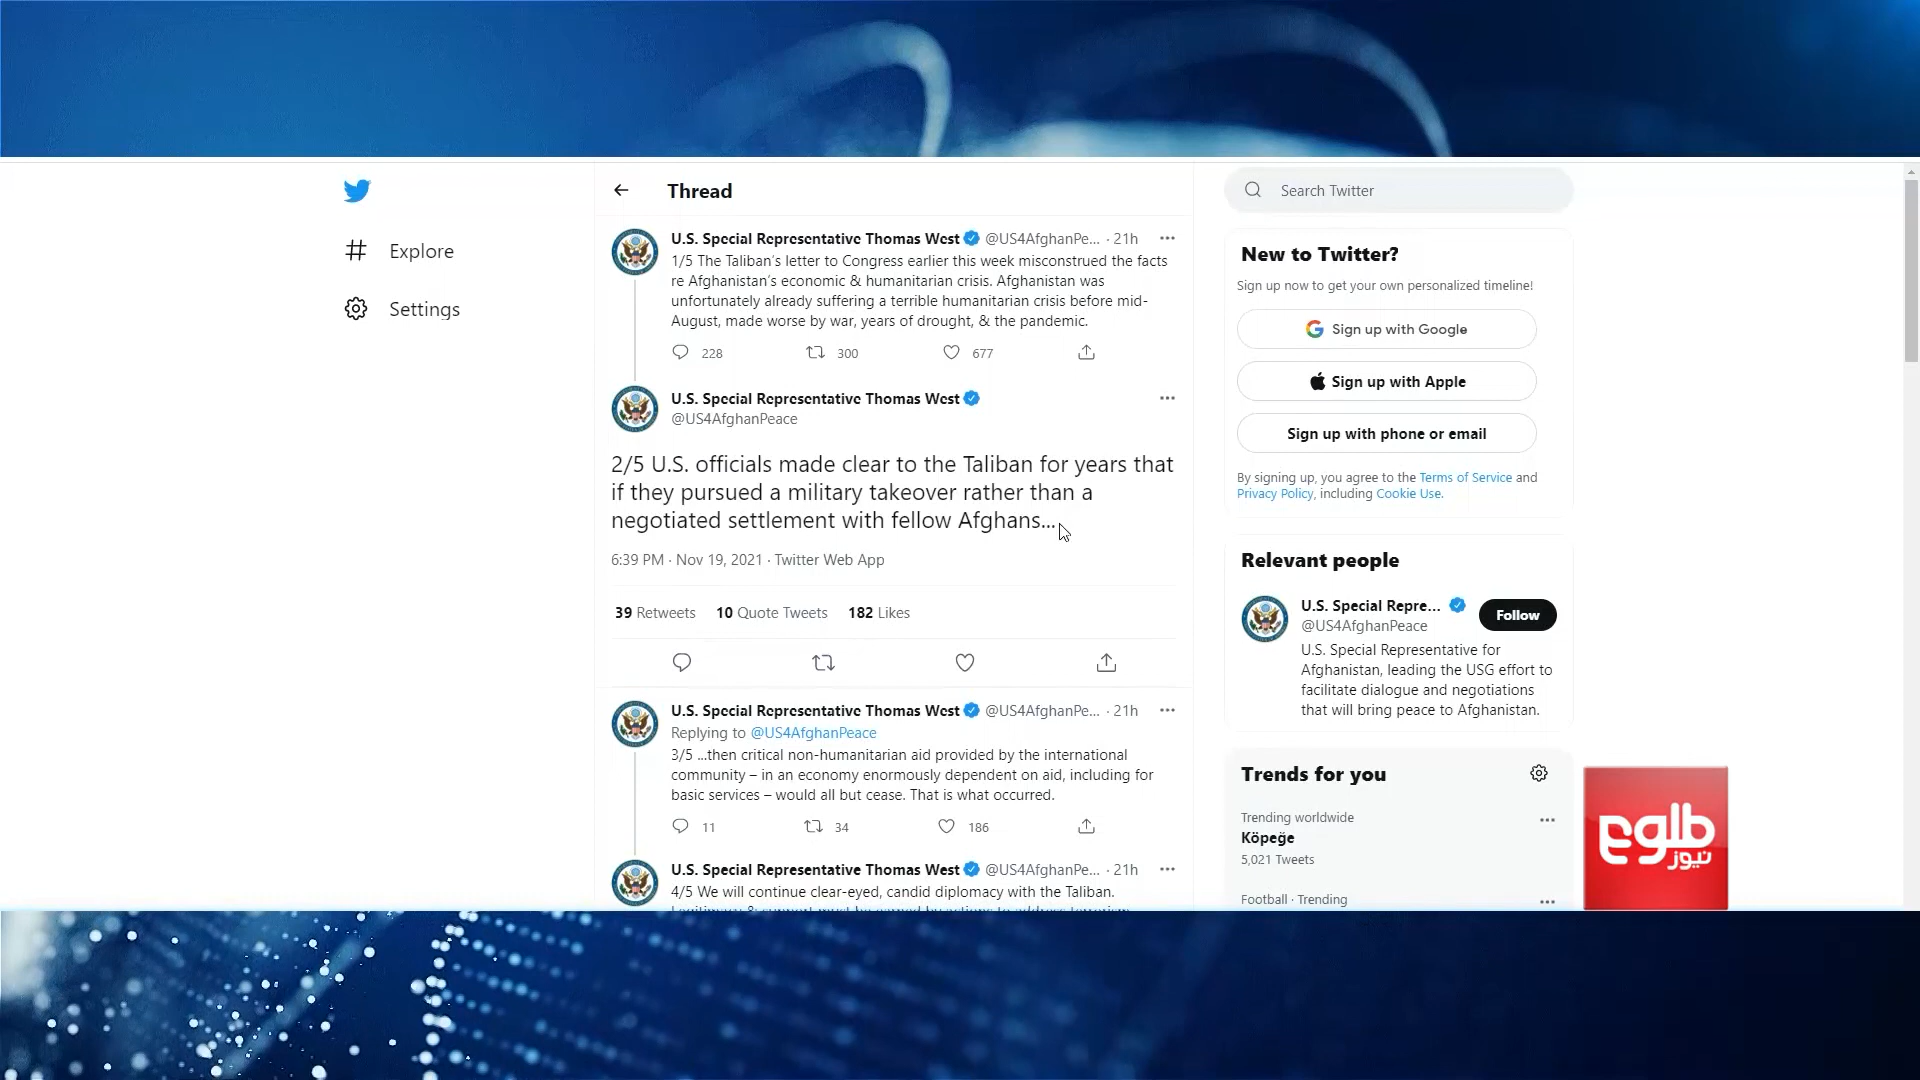 Thread
Search Twitter
Explore
Settings
U.S. Special Representative Thomas West @US4AfghanPe... · 21h
1/5 The Taliban's letter to Congress earlier this week misconstrued the facts
re Afghanistan's economic & humanitarian crisis. Afghanistan was
unfortunately already suffering a terrible humanitarian crisis before mid-
August, made worse by war, years of drought, & the pandemic.
228 300 677
U.S. Special Representative Thomas West
@US4AfghanPeace
2/5 U.S. officials made clear to the Taliban for years that
if they pursued a military takeover rather than a
negotiated settlement with fellow Afghans...
6:39 PM · Nov 19, 2021 · Twitter Web App
39 Retweets 10 Quote Tweets 182 Likes
U.S. Special Representative Thomas West @US4AfghanPe... · 21h
Replying to @US4AfghanPeace
3/5 ...then critical non-humanitarian aid provided by the international
community – in an economy enormously dependent on aid, including for
basic services – would all but cease. That is what occurred.
11 34 186
U.S. Special Representative Thomas West @US4AfghanPe... · 21h
4/5 We will continue clear-eyed, candid diplomacy with the Taliban.
New to Twitter?
Sign up now to get your own personalized timeline!
Sign up with Google
Sign up with Apple
Sign up with phone or email
By signing up, you agree to the Terms of Service and
Privacy Policy, including Cookie Use.
Relevant people
U.S. Special Repre...
@US4AfghanPeace
Follow
U.S. Special Representative for
Afghanistan, leading the USG effort to
facilitate dialogue and negotiations
that will bring peace to Afghanistan.
Trends for you
Trending worldwide
Köpeğe
5,021 Tweets
Football · Trending
طلوع
نیوز